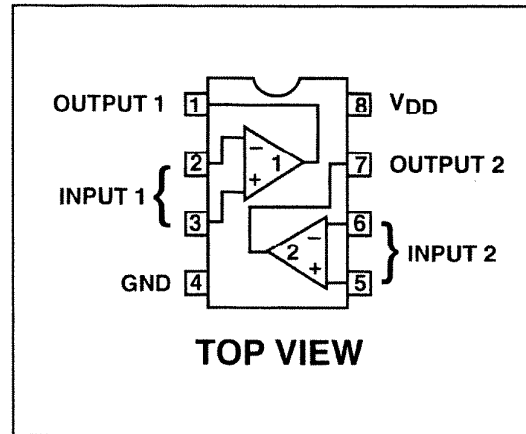 OUTPUT 1 1 8 VDD
2 − 1 7 OUTPUT 2
+
INPUT 1 { 3 6
2 − } INPUT 2
+
GND 4 5
TOP VIEW